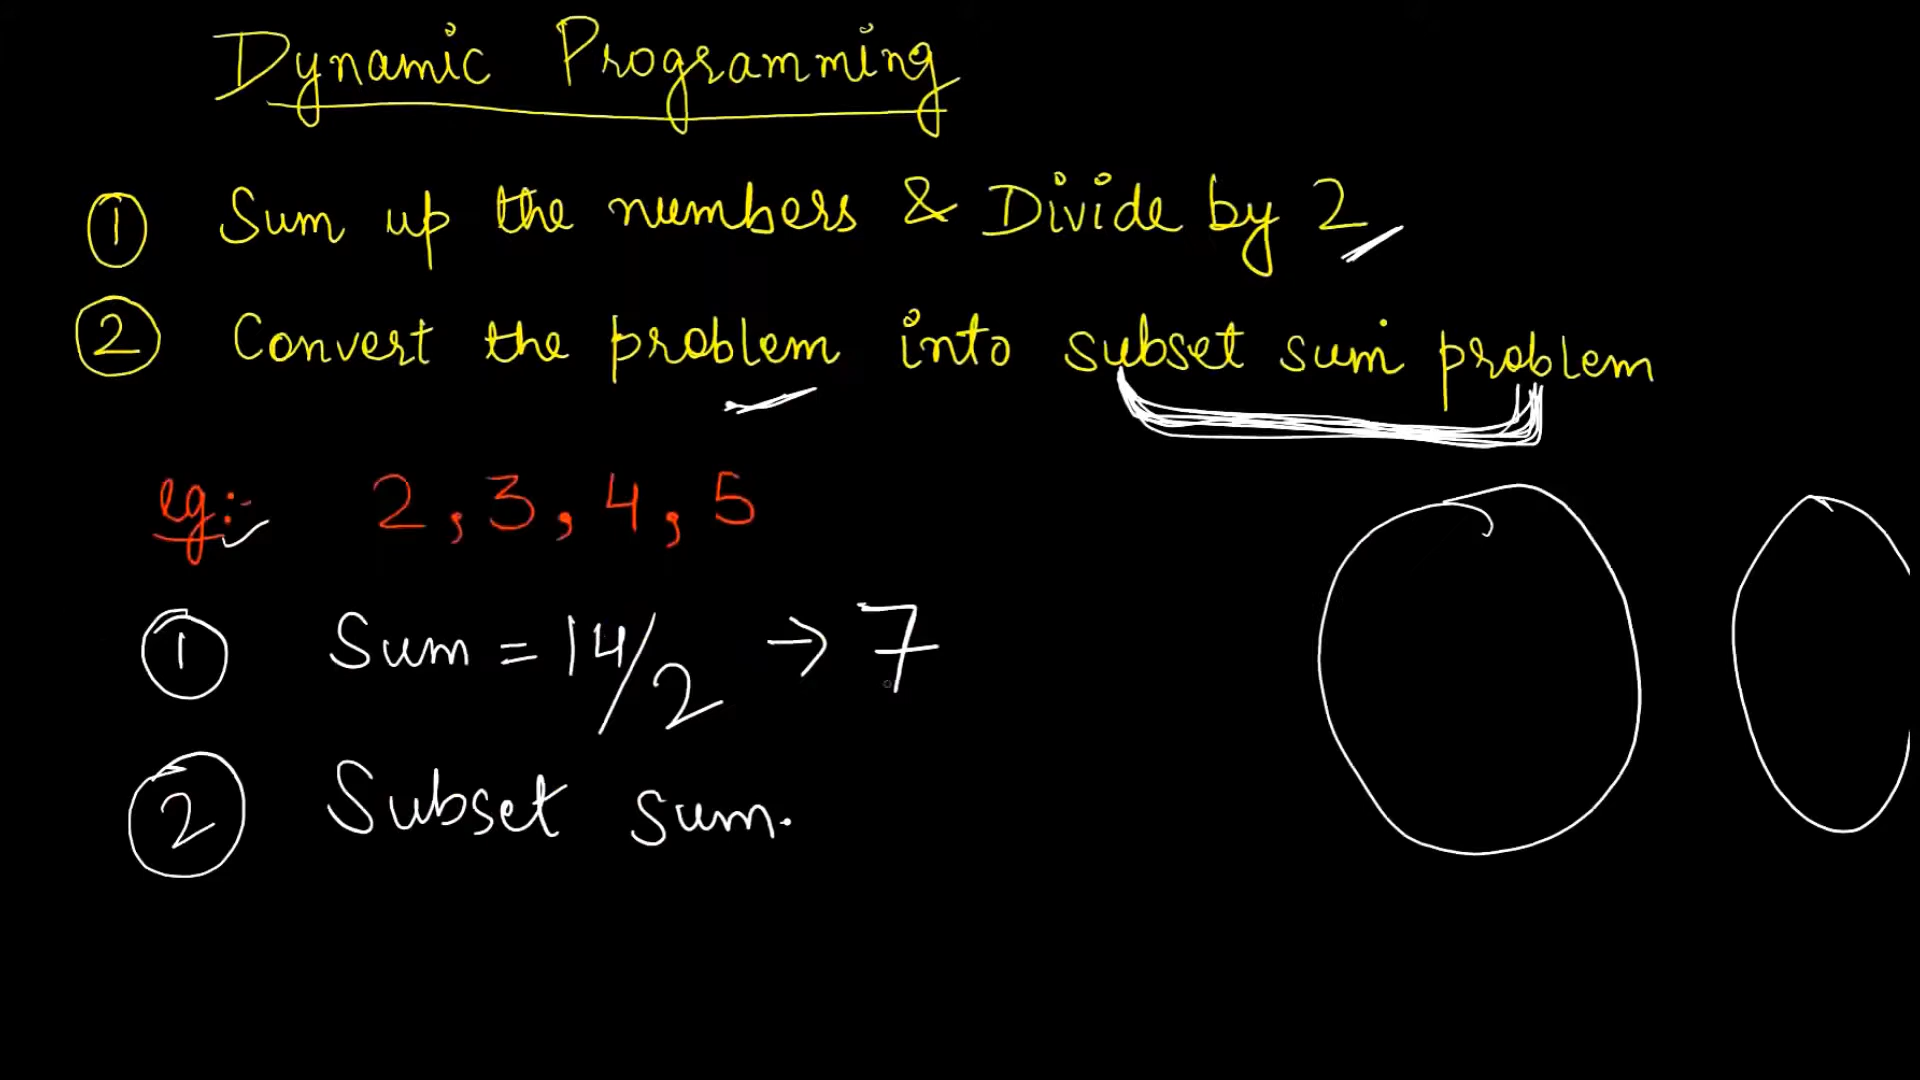 Dynamic Programming
① Sum up the numbers & Divide by 2
② Convert the problem into subset sum problem
eg:- 2, 3, 4, 5
① Sum = 14/2 → 7
② Subset sum.